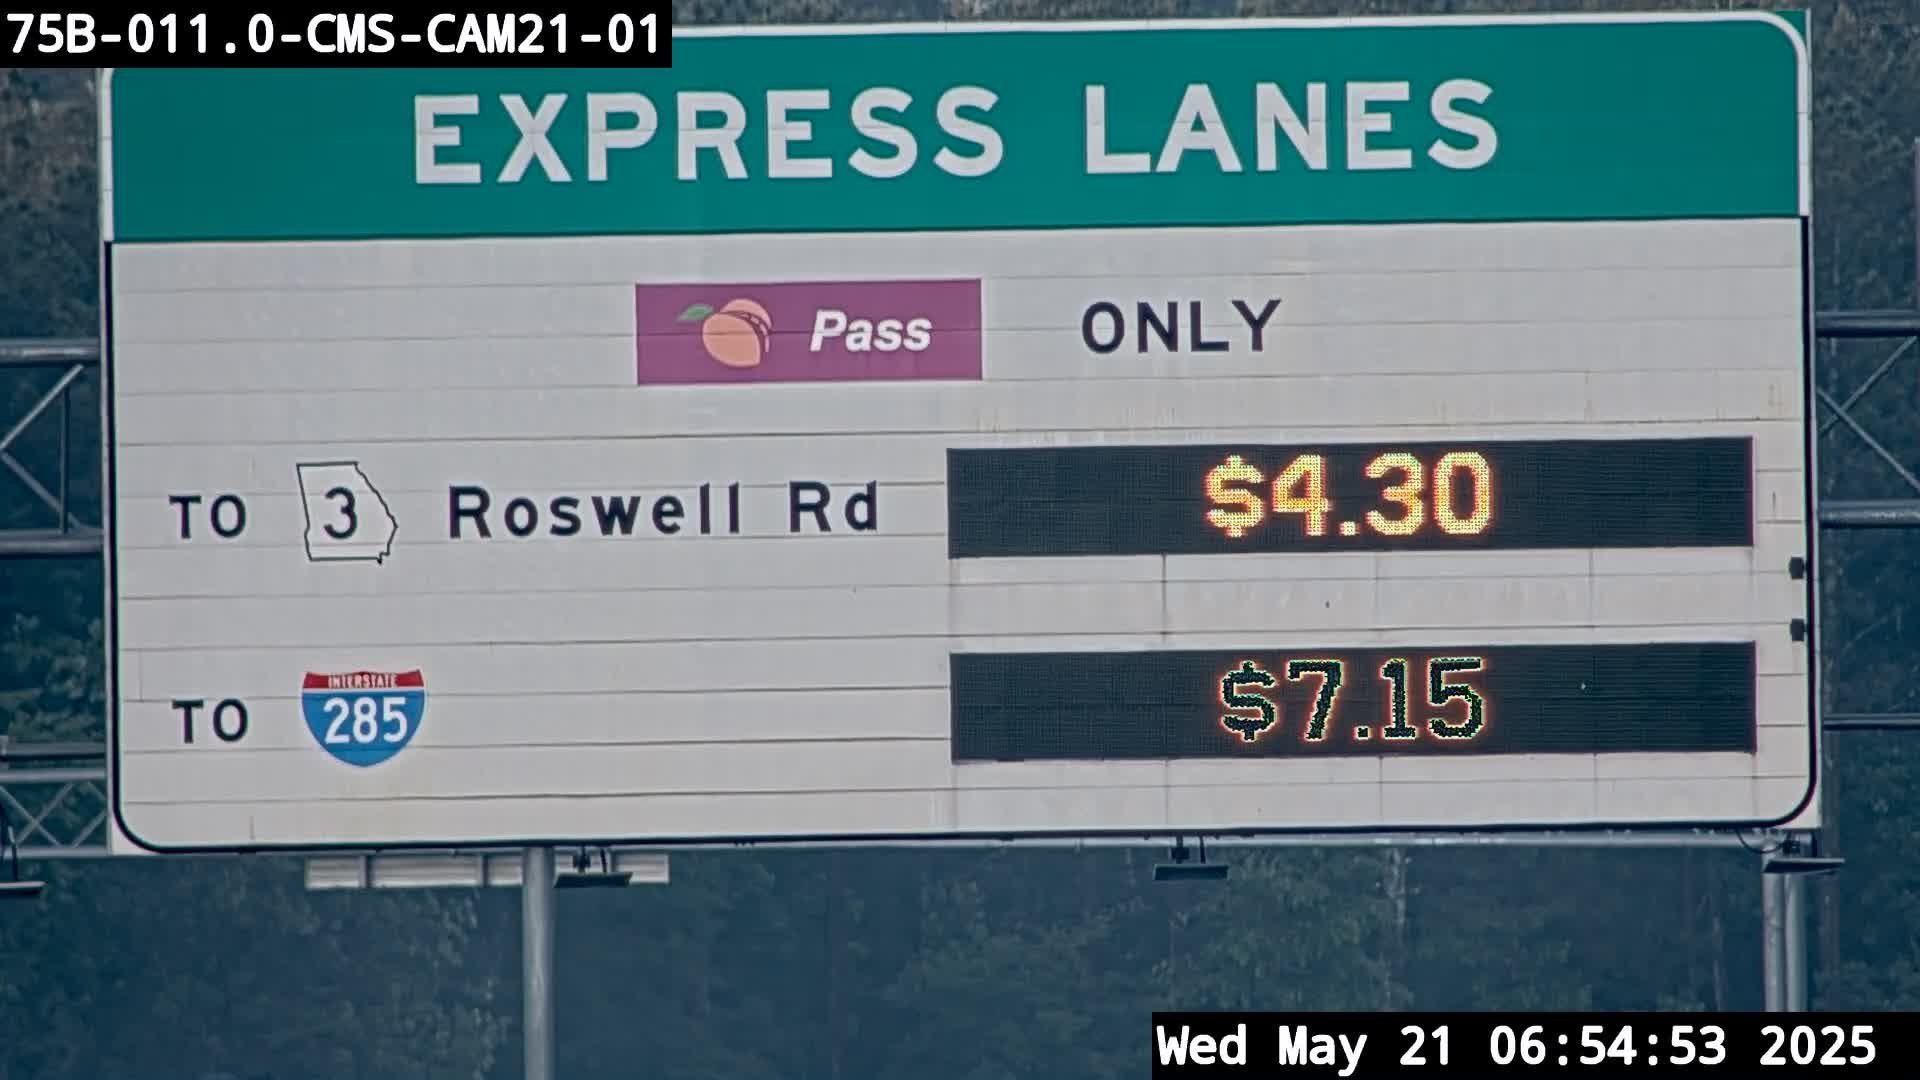 75B-011.0-CMS-CAM21-01
EXPRESS LANES
Pass ONLY
TO 3 Roswell Rd $4.30
TO INTERSTATE 285 $7.15
Wed May 21 06:54:53 2025